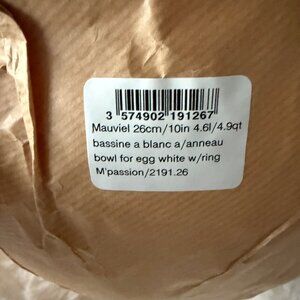 3 574902 191267
Mauviel 26cm/10in 4.6l/4.9qt
bassine a blanc a/anneau
bowl for egg white w/ring
M'passion/2191.26